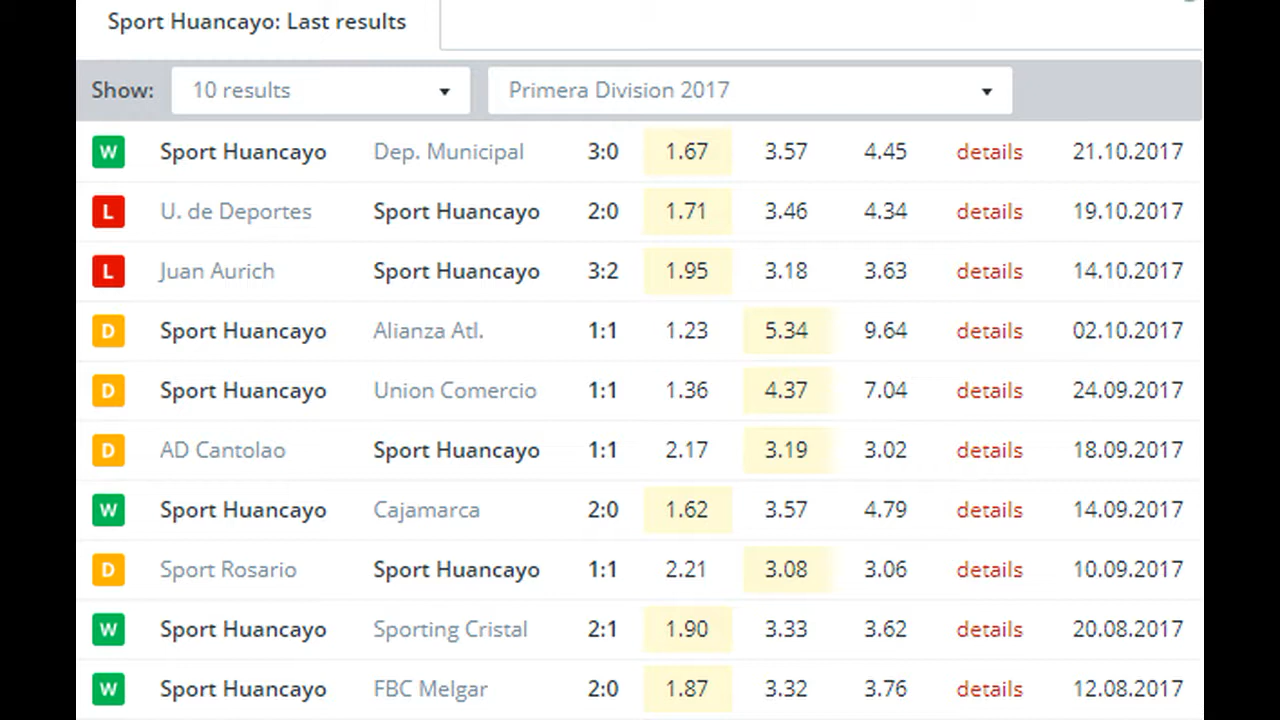 Sport Huancayo: Last results
Show: 10 results Primera Division 2017
W Sport Huancayo Dep. Municipal 3:0 1.67 3.57 4.45 details 21.10.2017
L U. de Deportes Sport Huancayo 2:0 1.71 3.46 4.34 details 19.10.2017
L Juan Aurich Sport Huancayo 3:2 1.95 3.18 3.63 details 14.10.2017
D Sport Huancayo Alianza Atl. 1:1 1.23 5.34 9.64 details 02.10.2017
D Sport Huancayo Union Comercio 1:1 1.36 4.37 7.04 details 24.09.2017
D AD Cantolao Sport Huancayo 1:1 2.17 3.19 3.02 details 18.09.2017
W Sport Huancayo Cajamarca 2:0 1.62 3.57 4.79 details 14.09.2017
D Sport Rosario Sport Huancayo 1:1 2.21 3.08 3.06 details 10.09.2017
W Sport Huancayo Sporting Cristal 2:1 1.90 3.33 3.62 details 20.08.2017
W Sport Huancayo FBC Melgar 2:0 1.87 3.32 3.76 details 12.08.2017